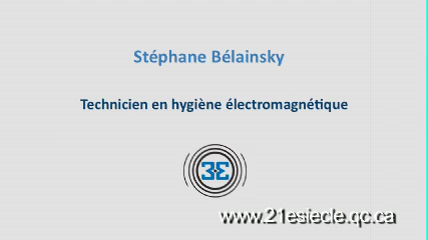 Stéphane Bélainsky
Technicien en hygiène électromagnétique
3E
www.21esiecle.qc.ca